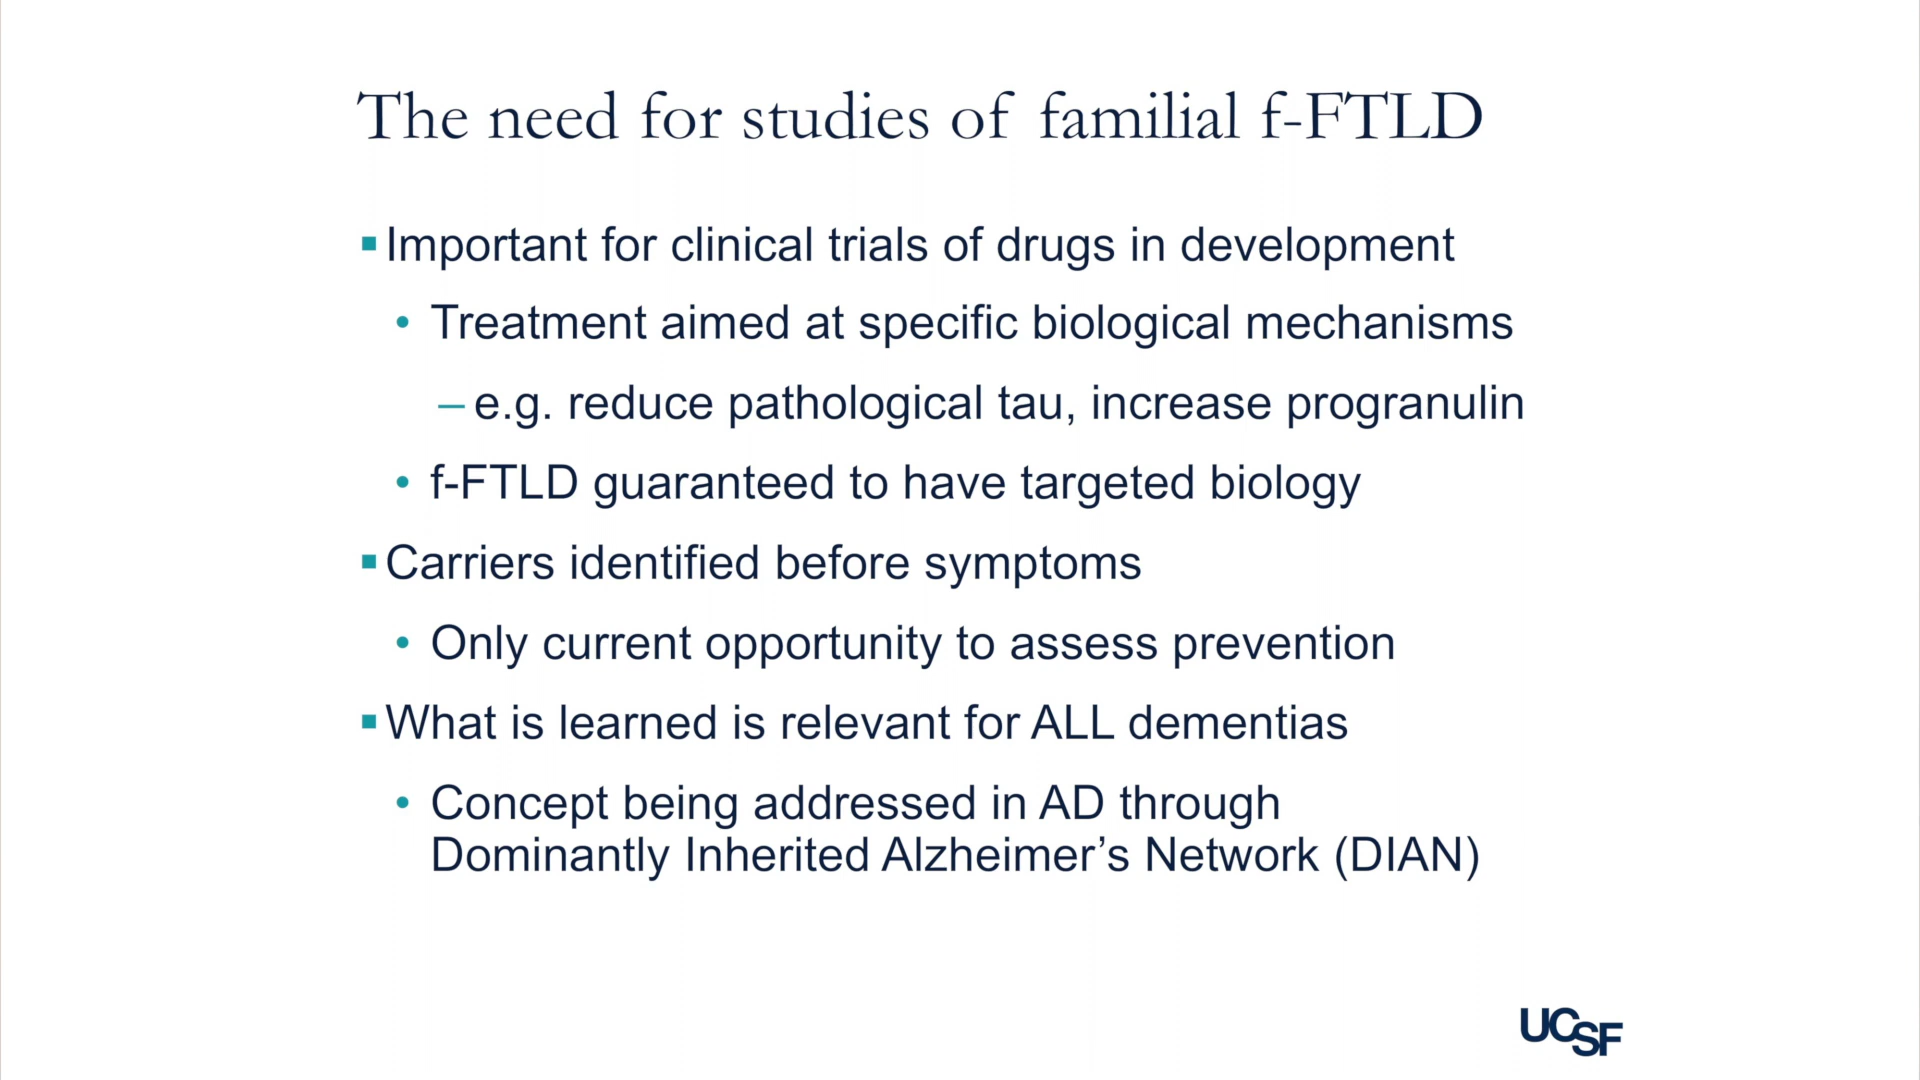 The need for studies of familial f-FTLD
▪Important for clinical trials of drugs in development
• Treatment aimed at specific biological mechanisms
– e.g. reduce pathological tau, increase progranulin
• f-FTLD guaranteed to have targeted biology
▪Carriers identified before symptoms
• Only current opportunity to assess prevention
▪What is learned is relevant for ALL dementias
• Concept being addressed in AD through
Dominantly Inherited Alzheimer’s Network (DIAN)
UCSF